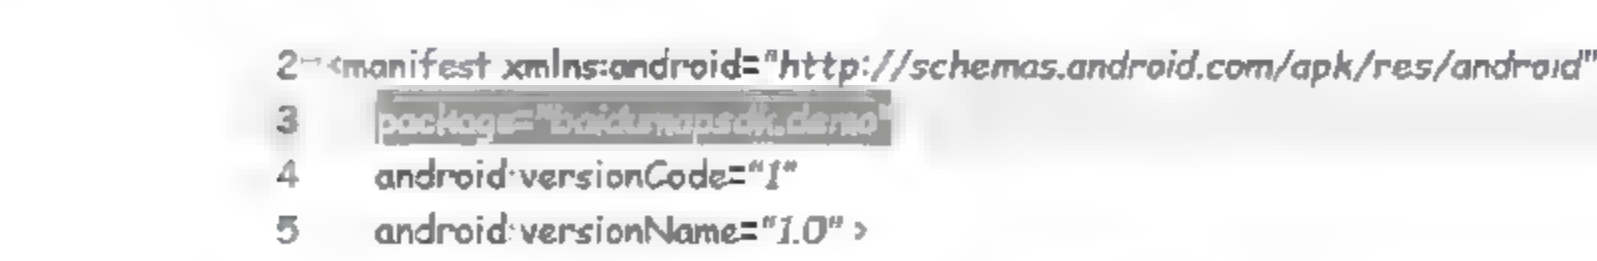 2 <manifest xmlns:android="http://schemas.android.com/apk/res/android"
3 package="baidumapsdk.demo"
4 android:versionCode="1"
5 android:versionName="1.0" >